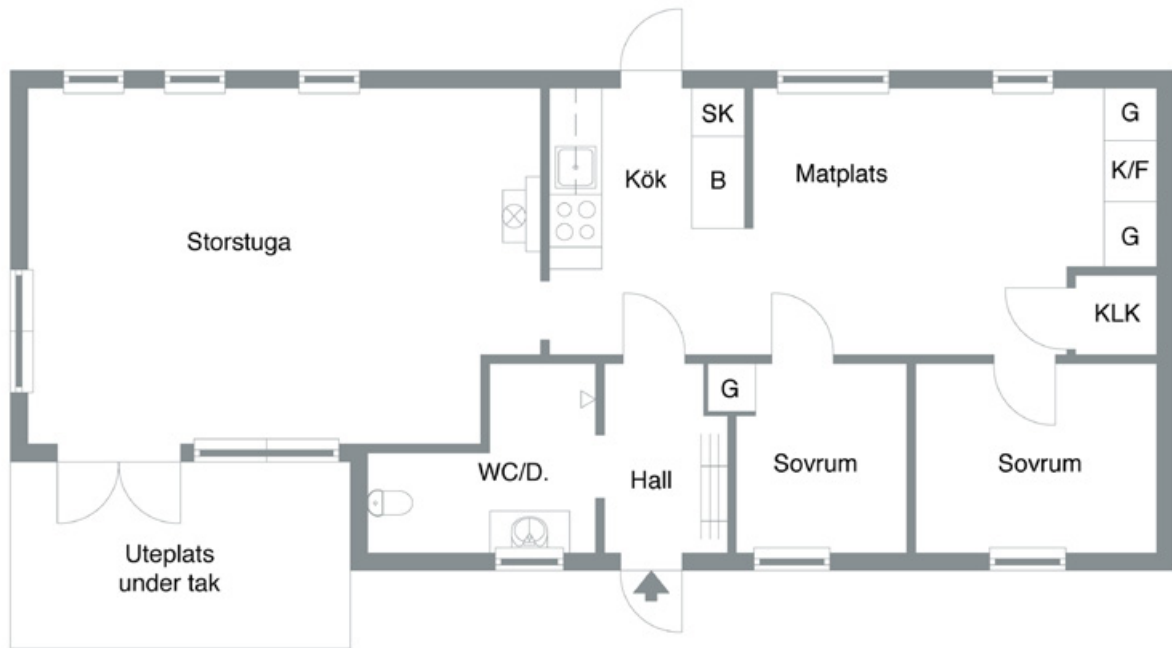 SK
G
Kök
B
Matplats
K/F
Storstuga
G
KLK
G
WC/D.
Hall
Sovrum
Sovrum
Uteplats
under tak